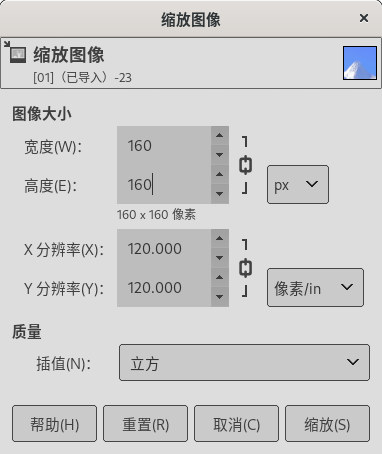 缩放图像
缩放图像
[01]（已导入）-23
图像大小
宽度(W)： 160
高度(E)： 160 px
160 x 160 像素
X 分辨率(X)： 120.000
Y 分辨率(Y)： 120.000 像素/in
质量
插值(N)： 立方
帮助(H) 重置(R) 取消(C) 缩放(S)